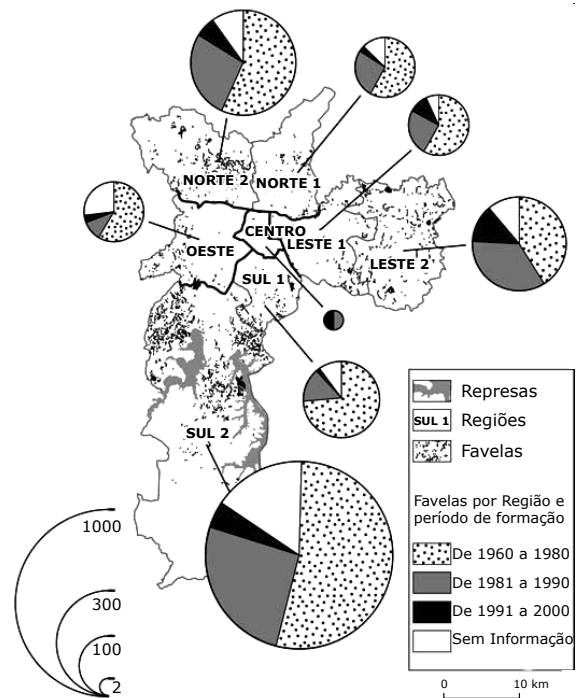 NORTE 2
NORTE 1
CENTRO
OESTE
LESTE 1
LESTE 2
SUL 1
SUL 2
Represas
SUL 1 Regiões
Favelas
Favelas por Região e
período de formação
De 1960 a 1980
De 1981 a 1990
De 1991 a 2000
Sem Informação
1000
300
100
2
0 10 km